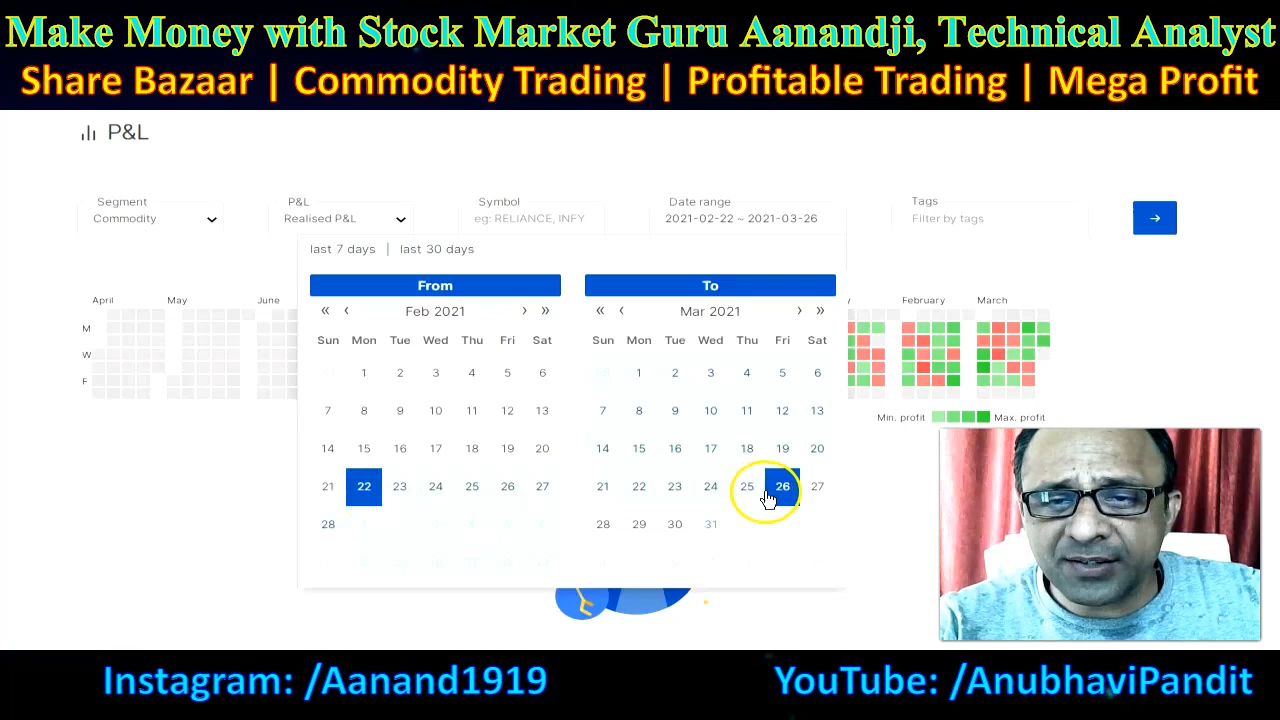 Make Money with Stock Market Guru Aanandji, Technical Analyst
Share Bazaar | Commodity Trading | Profitable Trading | Mega Profit
P&L
Segment P&L Symbol Date range Tags
Commodity Realised P&L eg: RELIANCE, INFY 2021-02-22 ~ 2021-03-26 Filter by tags
last 7 days | last 30 days
From To
April May June February March
« ‹ Feb 2021 › » « ‹ Mar 2021 › »
M
Sun Mon Tue Wed Thu Fri Sat Sun Mon Tue Wed Thu Fri Sat
W
1 2 3 4 5 6 1 2 3 4 5 6
F
7 8 9 10 11 12 13 7 8 9 10 11 12 13
Min. profit Max. profit
14 15 16 17 18 19 20 14 15 16 17 18 19 20
21 22 23 24 25 26 27 21 22 23 24 25 26 27
28 28 29 30 31
Instagram: /Aanand1919 YouTube: /AnubhaviPandit